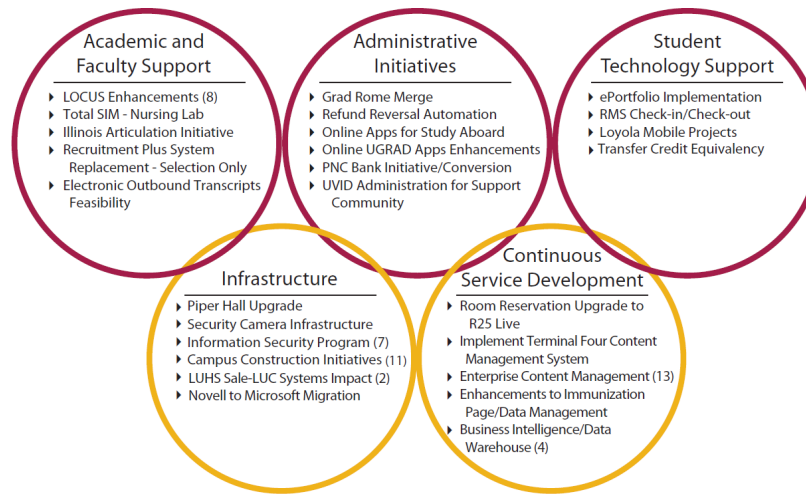 Academic and
Faculty Support
LOCUS Enhancements (8)
Total SIM - Nursing Lab
Illinois Articulation Initiative
Recruitment Plus System
Replacement - Selection Only
Electronic Outbound Transcripts
Feasibility
Administrative
Initiatives
Grad Rome Merge
Refund Reversal Automation
Online Apps for Study Aboard
Online UGRAD Apps Enhancements
PNC Bank Initiative/Conversion
UVID Administration for Support
Community
Student
Technology Support
ePortfolio Implementation
RMS Check-in/Check-out
Loyola Mobile Projects
Transfer Credit Equivalency
Infrastructure
Piper Hall Upgrade
Security Camera Infrastructure
Information Security Program (7)
Campus Construction Initiatives (11)
LUHS Sale-LUC Systems Impact (2)
Novell to Microsoft Migration
Continuous
Service Development
Room Reservation Upgrade to
R25 Live
Implement Terminal Four Content
Management System
Enterprise Content Management (13)
Enhancements to Immunization
Page/Data Management
Business Intelligence/Data
Warehouse (4)